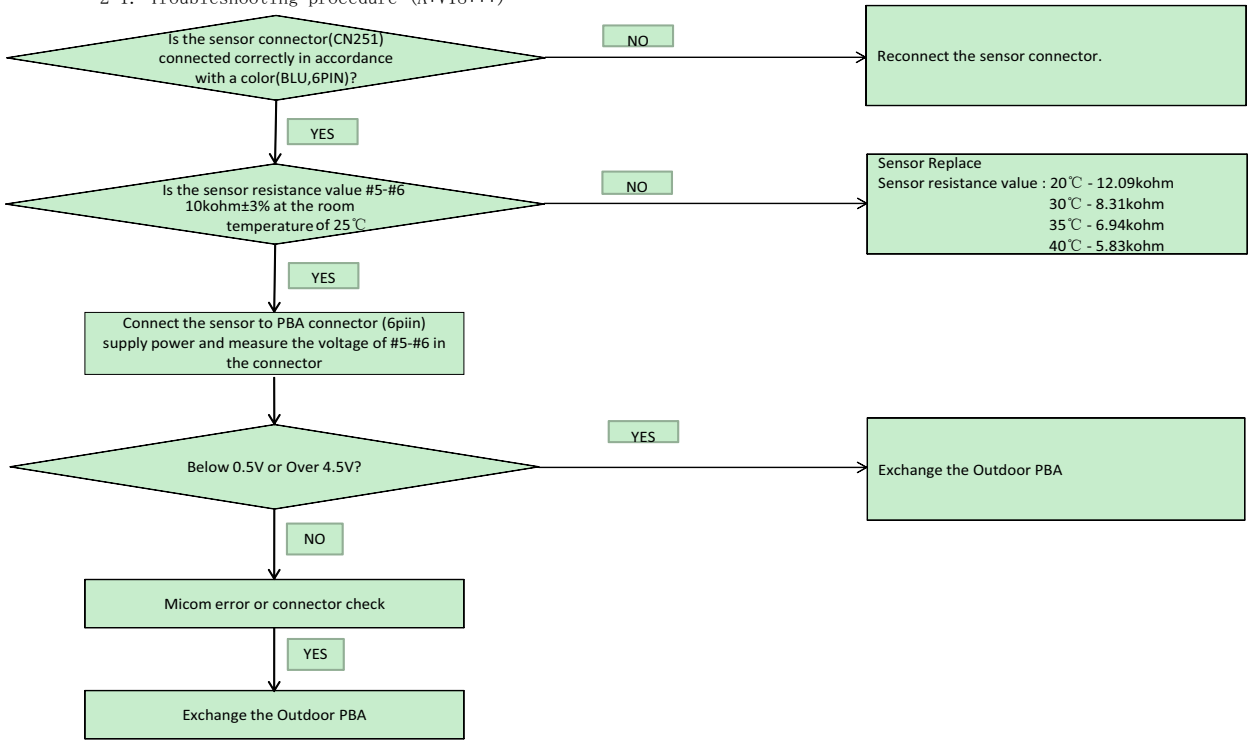 Is the sensor connector(CN251)
connected correctly in accordance
with a color(BLU,6PIN)?
NO
Reconnect the sensor connector.
YES
Is the sensor resistance value #5-#6
10kohm±3% at the room
temperature of 25℃
NO
Sensor Replace
Sensor resistance value : 20℃ - 12.09kohm
30℃ - 8.31kohm
35℃ - 6.94kohm
40℃ - 5.83kohm
YES
Connect the sensor to PBA connector (6piin)
supply power and measure the voltage of #5-#6 in
the connector
Below 0.5V or Over 4.5V?
YES
Exchange the Outdoor PBA
NO
Micom error or connector check
YES
Exchange the Outdoor PBA